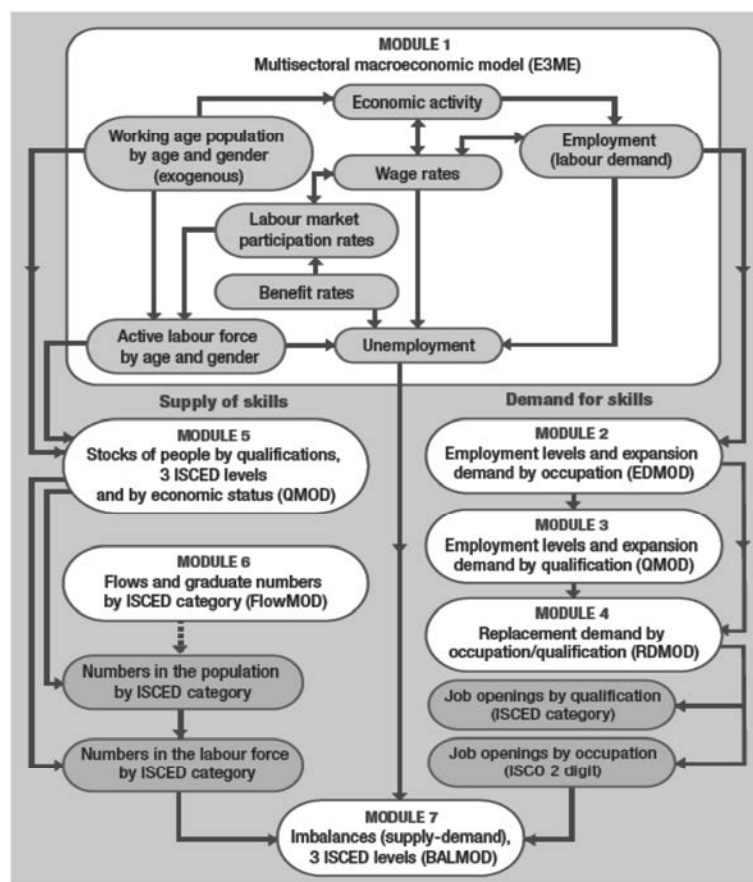 MODULE 1
Multisectoral macroeconomic model (E3ME)
Economic activity
Working age population
by age and gender
(exogenous)
Employment
(labour demand)
Wage rates
Labour market
participation rates
Benefit rates
Active labour force
by age and gender
Unemployment
Supply of skills
Demand for skills
MODULE 5
Stocks of people by qualifications,
3 ISCED levels
and by economic status (QMOD)
MODULE 2
Employment levels and expansion
demand by occupation (EDMOD)
MODULE 3
Employment levels and expansion
demand by qualification (QMOD)
MODULE 6
Flows and graduate numbers
by ISCED category (FlowMOD)
MODULE 4
Replacement demand by
occupation/qualification (RDMOD)
Numbers in the population
by ISCED category
Job openings by qualification
(ISCED category)
Numbers in the labour force
by ISCED category
Job openings by occupation
(ISCO 2 digit)
MODULE 7
Imbalances (supply-demand),
3 ISCED levels (BALMOD)